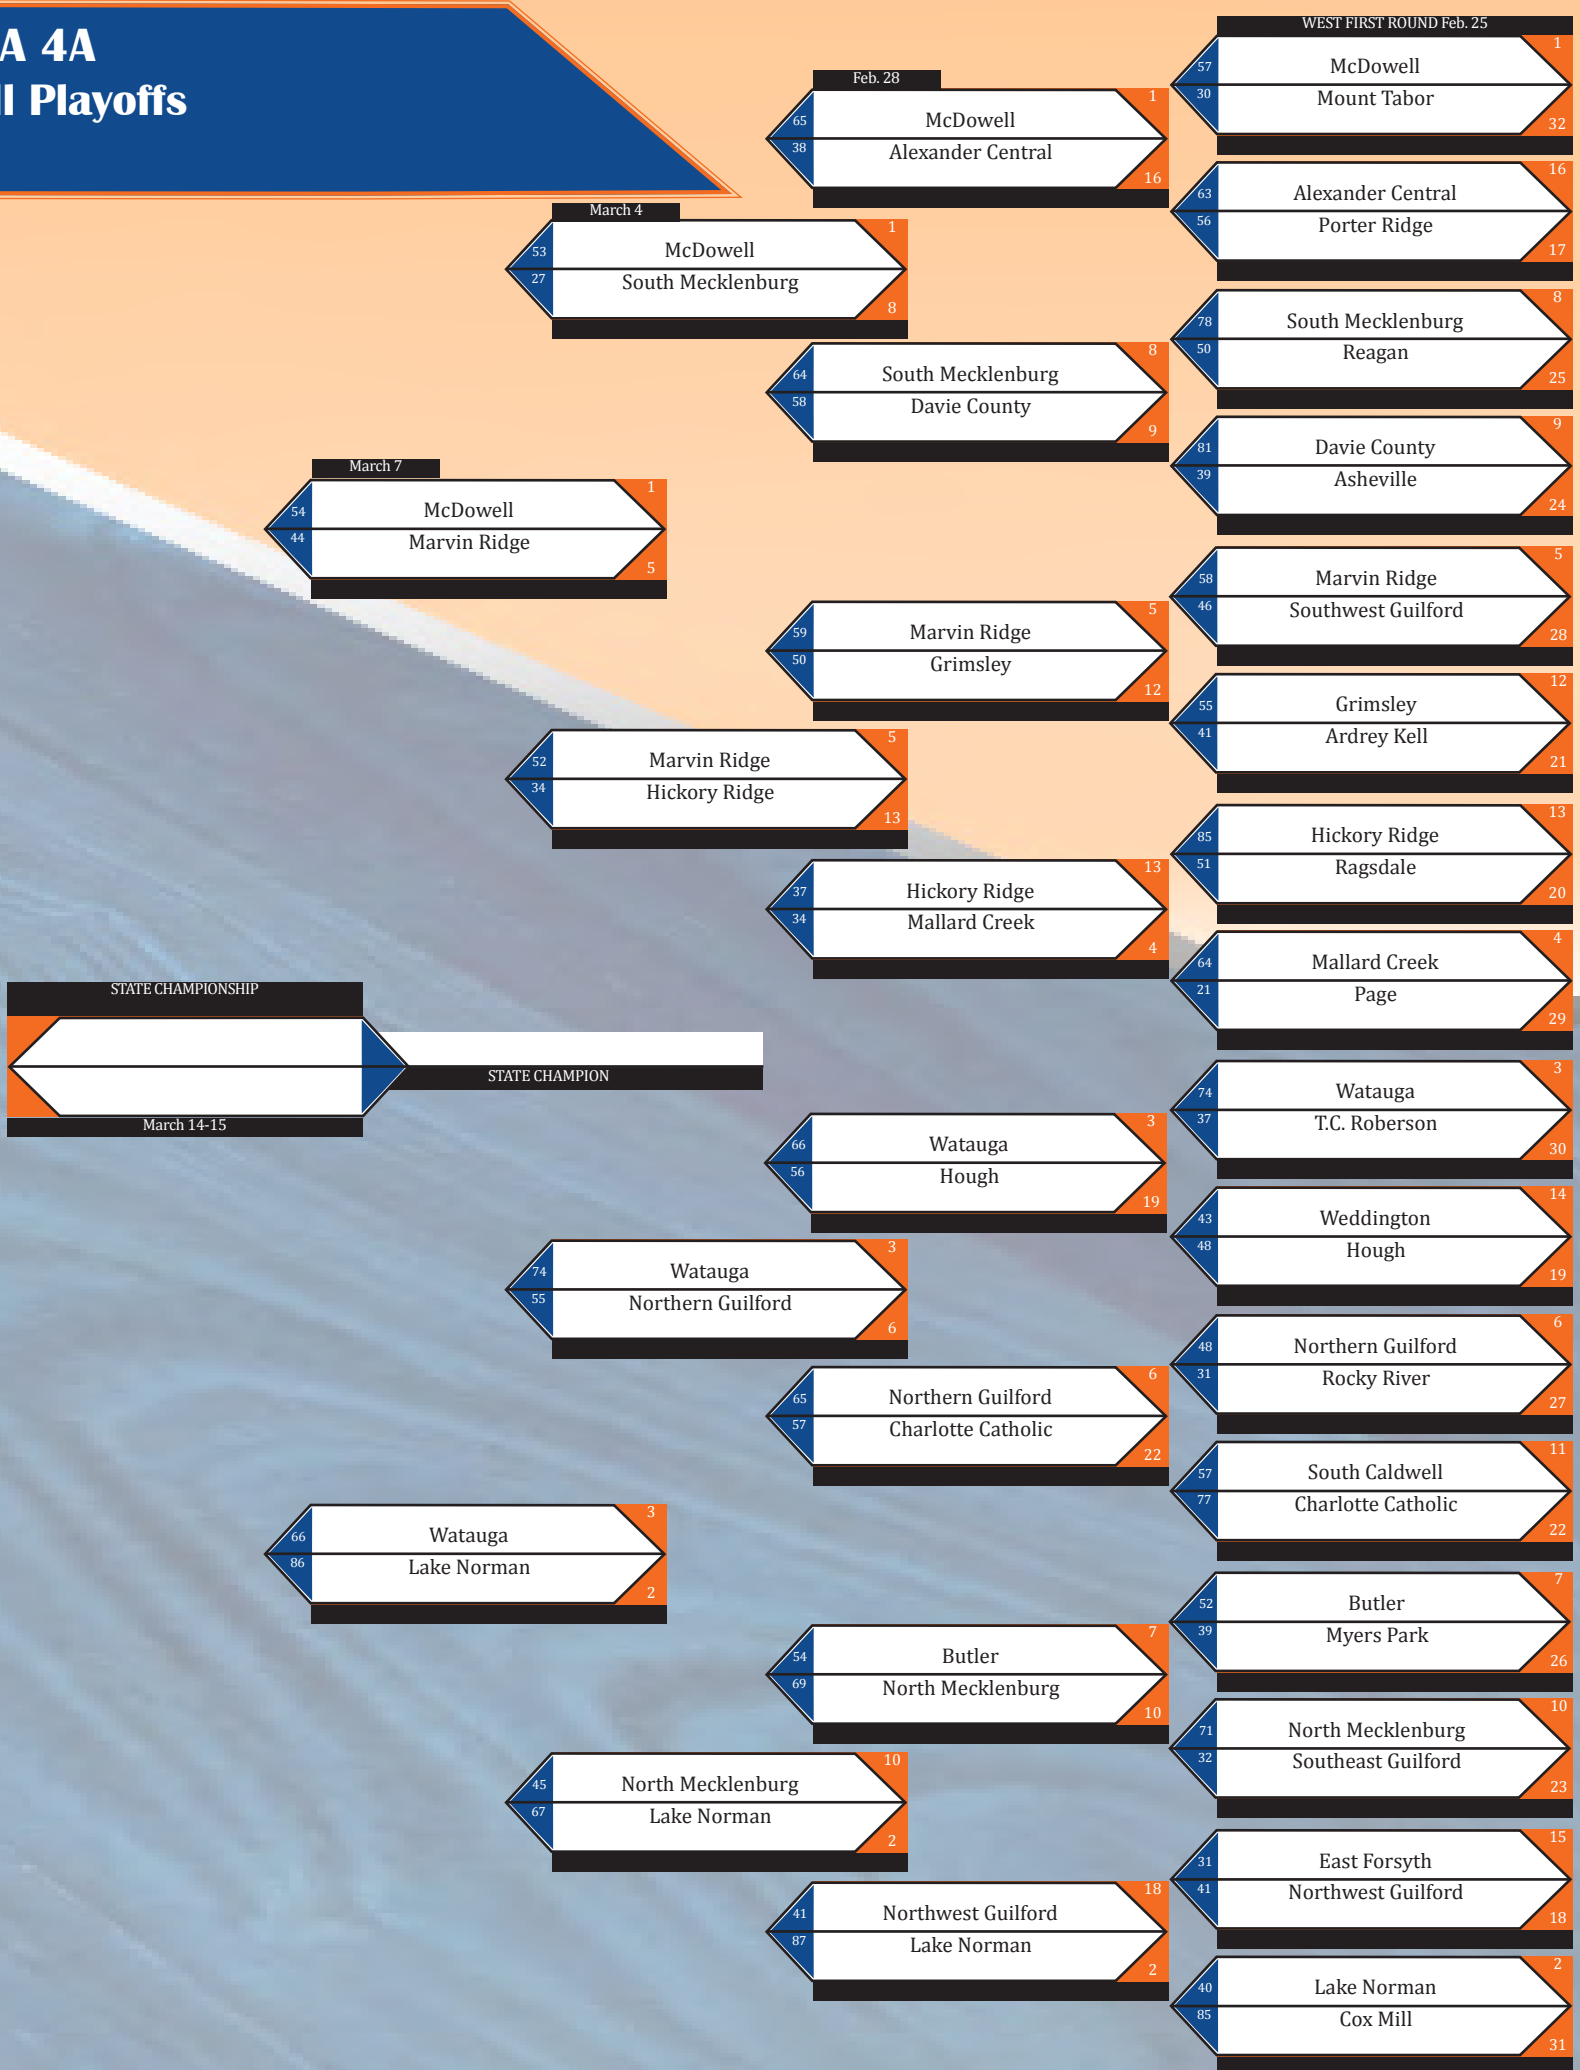 A 4A
ll Playoffs
WEST FIRST ROUND Feb. 25
57 McDowell 1
30 Mount Tabor 32
63 Alexander Central 16
56 Porter Ridge 17
78 South Mecklenburg 8
50 Reagan 25
81 Davie County 9
39 Asheville 24
58 Marvin Ridge 5
46 Southwest Guilford 28
55 Grimsley 12
41 Ardrey Kell 21
85 Hickory Ridge 13
51 Ragsdale 20
64 Mallard Creek 4
21 Page 29
74 Watauga 3
37 T.C. Roberson 30
43 Weddington 14
48 Hough 19
48 Northern Guilford 6
31 Rocky River 27
57 South Caldwell 11
77 Charlotte Catholic 22
52 Butler 7
39 Myers Park 26
71 North Mecklenburg 10
32 Southeast Guilford 23
31 East Forsyth 15
41 Northwest Guilford 18
40 Lake Norman 2
85 Cox Mill 31
Feb. 28
65 McDowell 1
38 Alexander Central 16
64 South Mecklenburg 8
58 Davie County 9
59 Marvin Ridge 5
50 Grimsley 12
37 Hickory Ridge 13
34 Mallard Creek 4
66 Watauga 3
56 Hough 19
65 Northern Guilford 6
57 Charlotte Catholic 22
54 Butler 7
69 North Mecklenburg 10
41 Northwest Guilford 18
87 Lake Norman 2
March 4
53 McDowell 1
27 South Mecklenburg 8
52 Marvin Ridge 5
34 Hickory Ridge 13
74 Watauga 3
55 Northern Guilford 6
45 North Mecklenburg 10
67 Lake Norman 2
March 7
54 McDowell 1
44 Marvin Ridge 5
66 Watauga 3
86 Lake Norman 2
STATE CHAMPIONSHIP
STATE CHAMPION
March 14-15